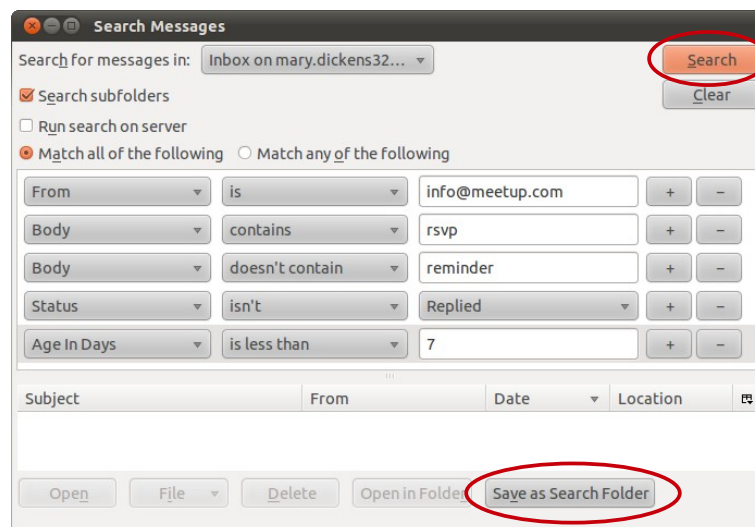 Search Messages
Search for messages in: Inbox on mary.dickens32... Search
Search subfolders Clear
Run search on server
Match all of the following Match any of the following
From is info@meetup.com + -
Body contains rsvp + -
Body doesn't contain reminder + -
Status isn't Replied + -
Age In Days is less than 7 + -
Subject From Date Location
Open File Delete Open in Folder Save as Search Folder